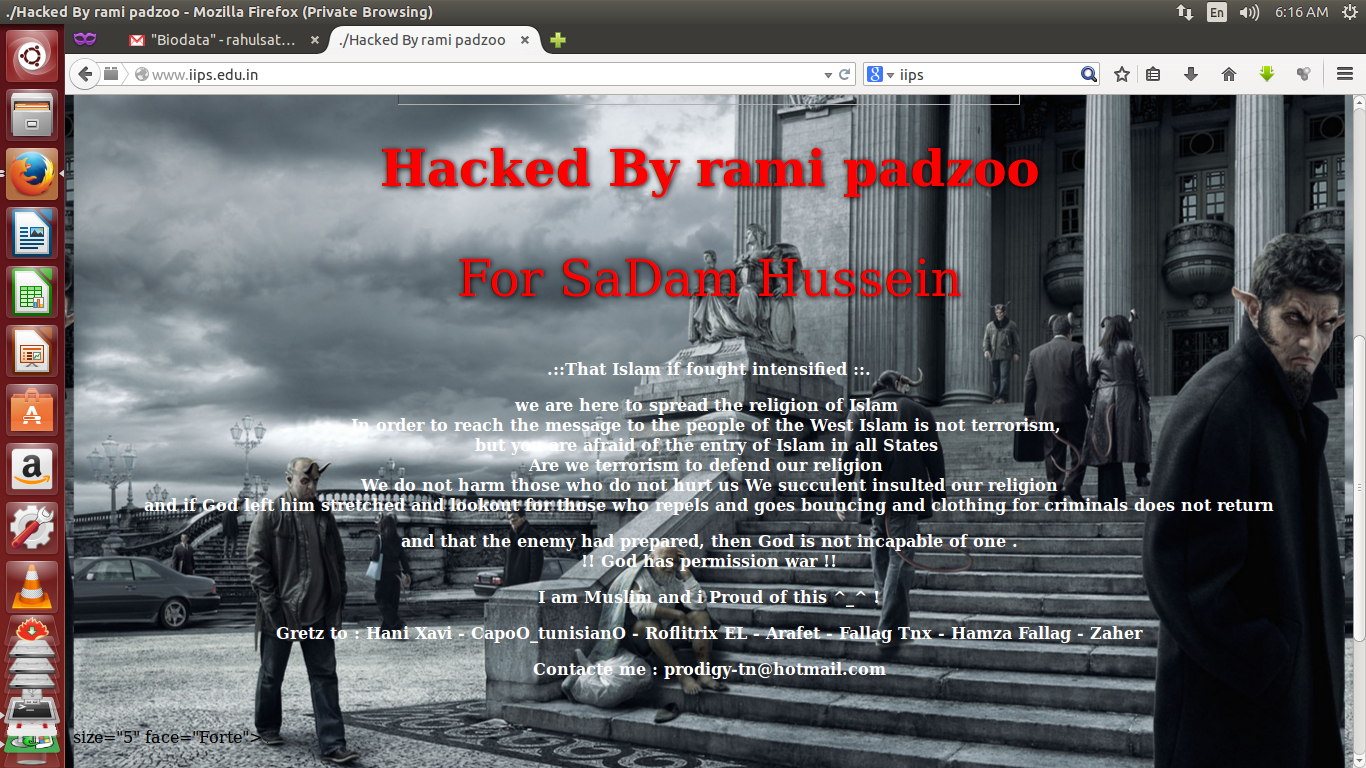 ./Hacked By rami padzoo - Mozilla Firefox (Private Browsing)
En
6:16 AM
"Biodata" - rahulsat…
./Hacked By rami padzoo
www.iips.edu.in
iips
Hacked By rami padzoo
For SaDam Hussein
.::That Islam if fought intensified ::.
we are here to spread the religion of Islam
In order to reach the message to the people of the West Islam is not terrorism,
but you are afraid of the entry of Islam in all States
Are we terrorism to defend our religion
We do not harm those who do not hurt us We succulent insulted our religion
and if God left him stretched and lookout for those who repels and goes bouncing and clothing for criminals does not return
and that the enemy had prepared, then God is not incapable of one .
!! God has permission war !!
I am Muslim and i Proud of this ^_^ !
Gretz to : Hani Xavi - CapoO_tunisianO - Roflitrix EL - Arafet - Fallag Tnx - Hamza Fallag - Zaher
Contacte me : prodigy-tn@hotmail.com
size="5" face="Forte">